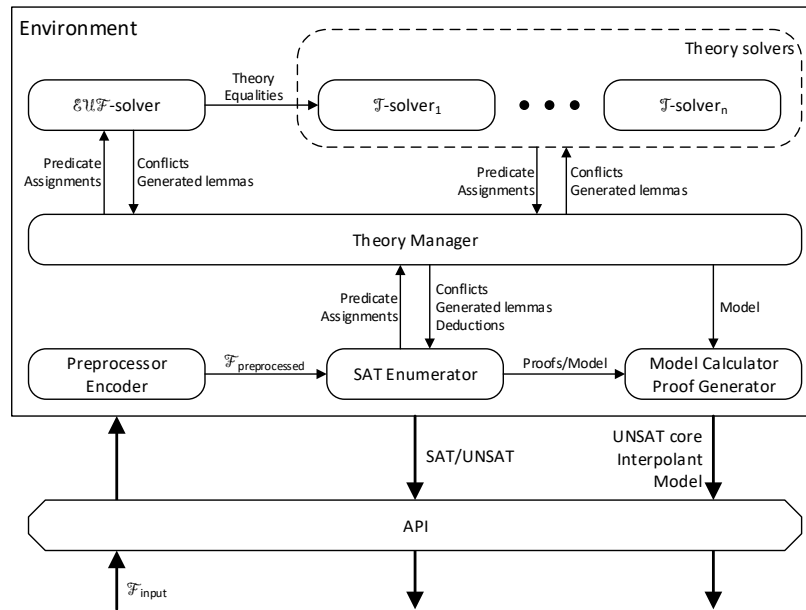 Environment
Theory solvers
ℰ𝒰ℱ-solver
Theory
Equalities
𝒯-solver₁
𝒯-solverₙ
Predicate
Assignments
Conflicts
Generated lemmas
Predicate
Assignments
Conflicts
Generated lemmas
Theory Manager
Predicate
Assignments
Conflicts
Generated lemmas
Deductions
Model
Preprocessor
Encoder
ℱpreprocessed
SAT Enumerator
Proofs/Model
Model Calculator
Proof Generator
SAT/UNSAT
UNSAT core
Interpolant
Model
API
ℱinput